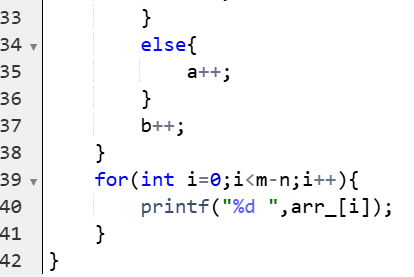 33 }
34 else{
35 a++;
36 }
37 b++;
38 }
39 for(int i=0;i<m-n;i++){
40 printf("%d ",arr_[i]);
41 }
42 }